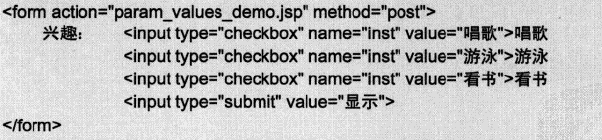 <form action="param_values_demo.jsp" method="post">
兴趣： <input type="checkbox" name="inst" value="唱歌">唱歌
<input type="checkbox" name="inst" value="游泳">游泳
<input type="checkbox" name="inst" value="看书">看书
<input type="submit" value="显示">
</form>